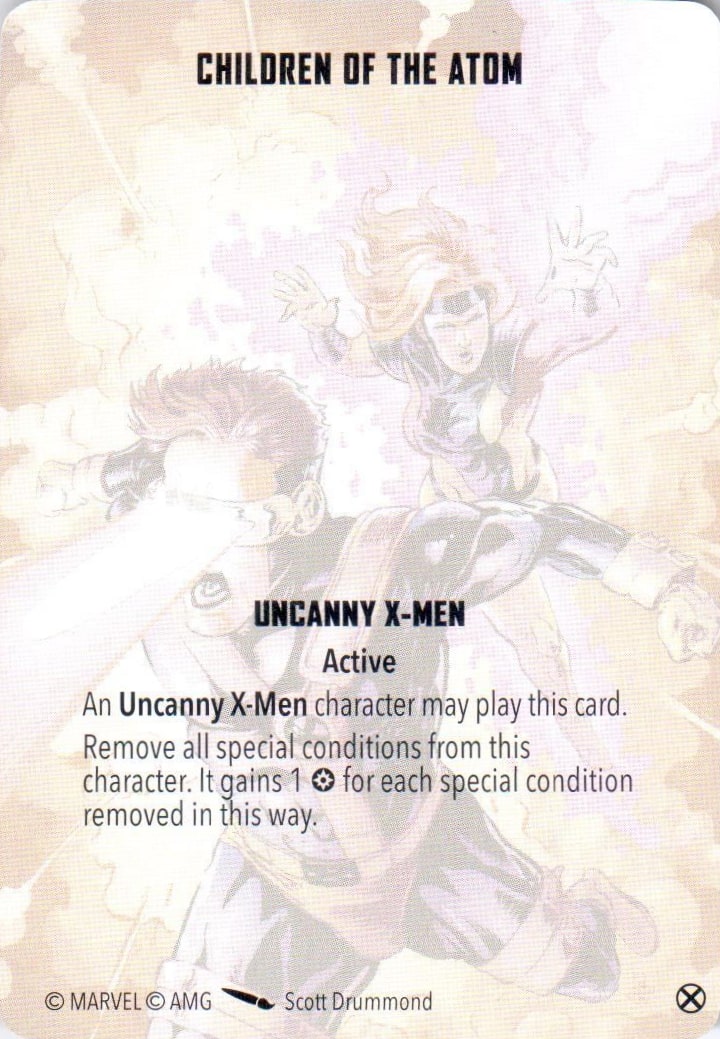 CHILDREN OF THE ATOM
UNCANNY X-MEN
Active
An Uncanny X-Men character may play this card.
Remove all special conditions from this
character. It gains 1 for each special condition
removed in this way.
© MARVEL © AMG Scott Drummond